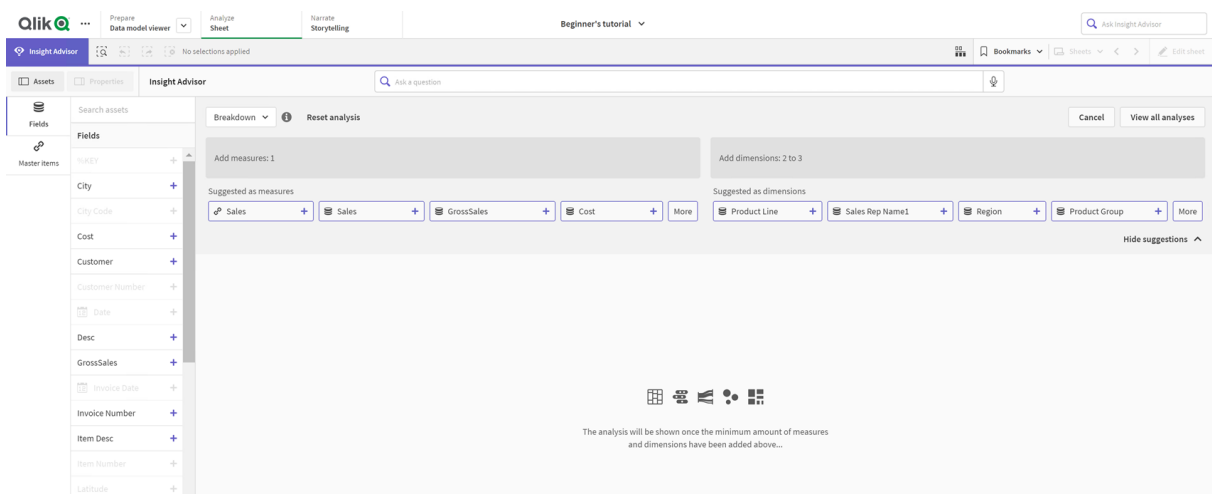 Qlik
Prepare
Data model viewer
Analyze
Sheet
Narrate
Storytelling
Beginner's tutorial
Ask Insight Advisor
Insight Advisor
No selections applied
Bookmarks
Sheets
Edit sheet
Assets
Properties
Insight Advisor
Ask a question
Fields
Master items
Search assets
Fields
%KEY
City
City Code
Cost
Customer
Customer Number
Date
Desc
GrossSales
Invoice Date
Invoice Number
Item Desc
Item Number
Latitude
Breakdown
Reset analysis
Cancel
View all analyses
Add measures: 1
Add dimensions: 2 to 3
Suggested as measures
Sales
Sales
GrossSales
Cost
More
Suggested as dimensions
Product Line
Sales Rep Name1
Region
Product Group
More
Hide suggestions
The analysis will be shown once the minimum amount of measures
and dimensions have been added above...